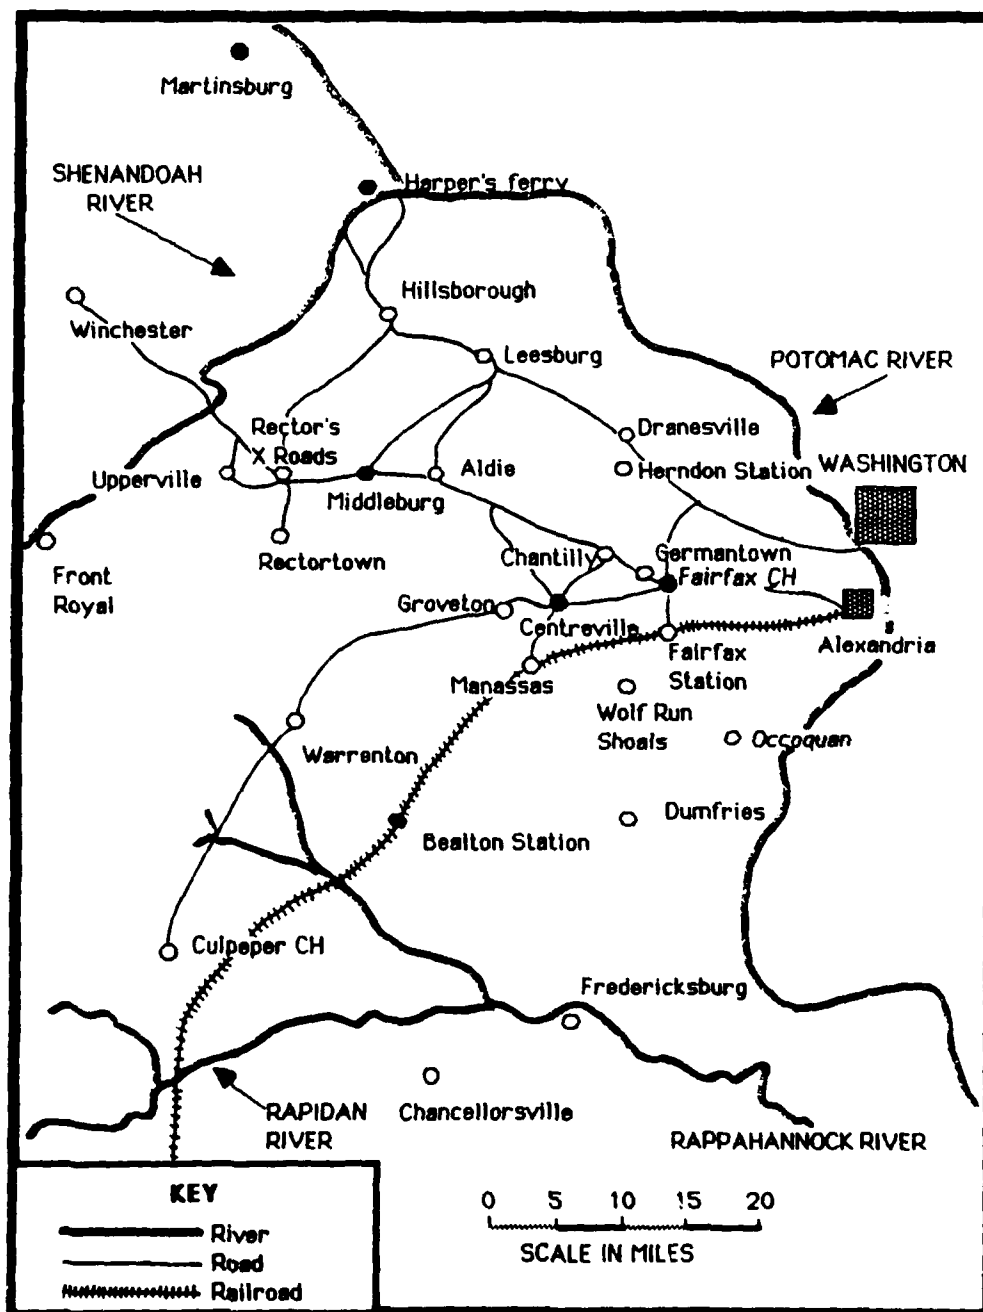 Martinsburg
SHENANDOAH
RIVER
Harper's ferry
Hillsborough
Winchester
Leesburg
POTOMAC RIVER
Rector's
X Roads
Dranesville
Upperville
Aldie
Herndon Station
WASHINGTON
Middleburg
Chantilly
Germantown
Rectortown
Front
Royal
Fairfax CH
Groveton
Centreville
Alexandria
Fairfax
Station
Manassas
Wolf Run
Shoals
Occoquan
Warrenton
Dumfries
Bealton Station
Culpeper CH
Fredericksburg
Chancellorsville
RAPIDAN
RIVER
RAPPAHANNOCK RIVER
KEY
River
Road
Railroad
0 5 10 15 20
SCALE IN MILES